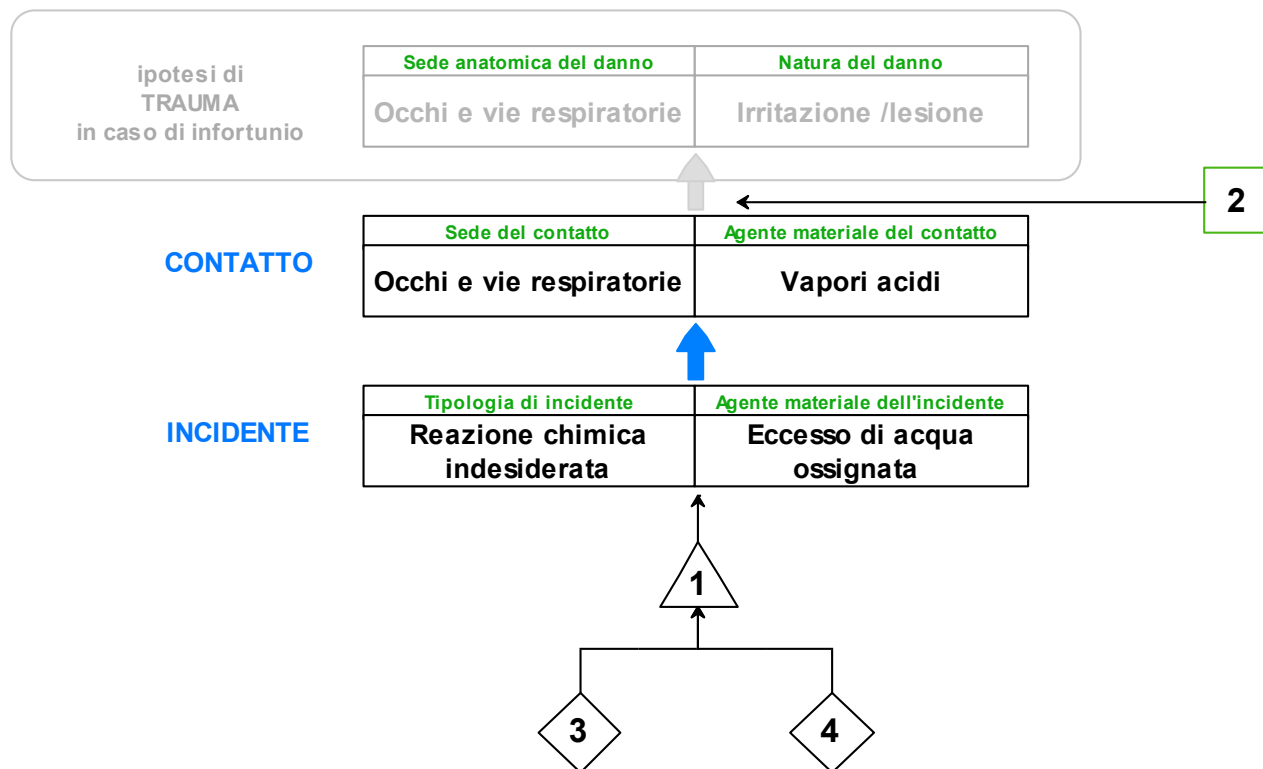 ipotesi di
TRAUMA
in caso di infortunio
Sede anatomica del danno
Natura del danno
Occhi e vie respiratorie
Irritazione /lesione
2
CONTATTO
Sede del contatto
Agente materiale del contatto
Occhi e vie respiratorie
Vapori acidi
INCIDENTE
Tipologia di incidente
Agente materiale dell'incidente
Reazione chimica
indesiderata
Eccesso di acqua
ossignata
1
3
4